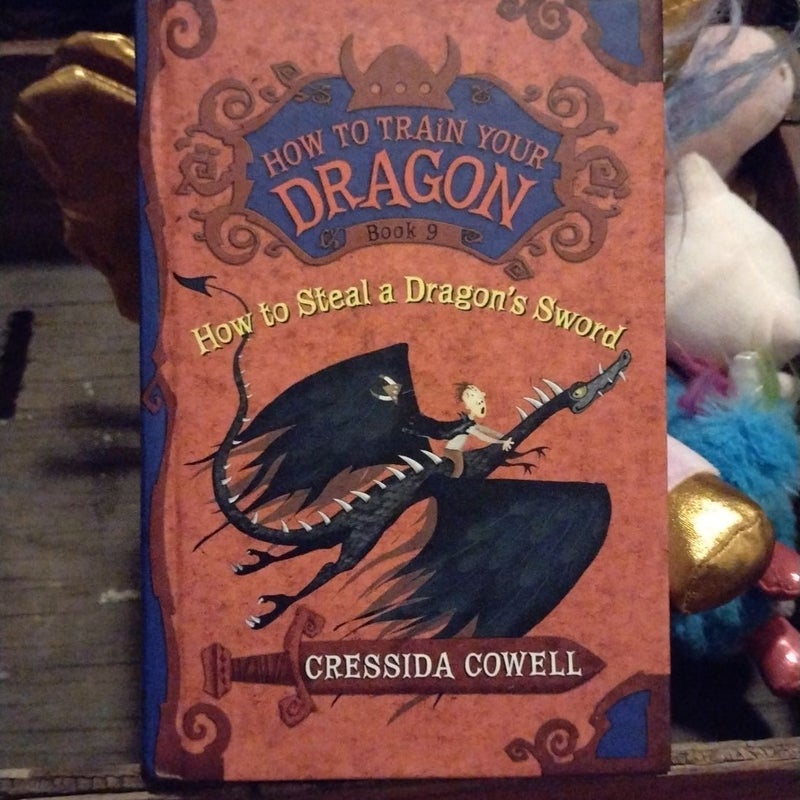 HOW TO TRAiN YOUR
DRAGON
Book 9
How to Steal a Dragon's Sword
CRESSIDA COWELL